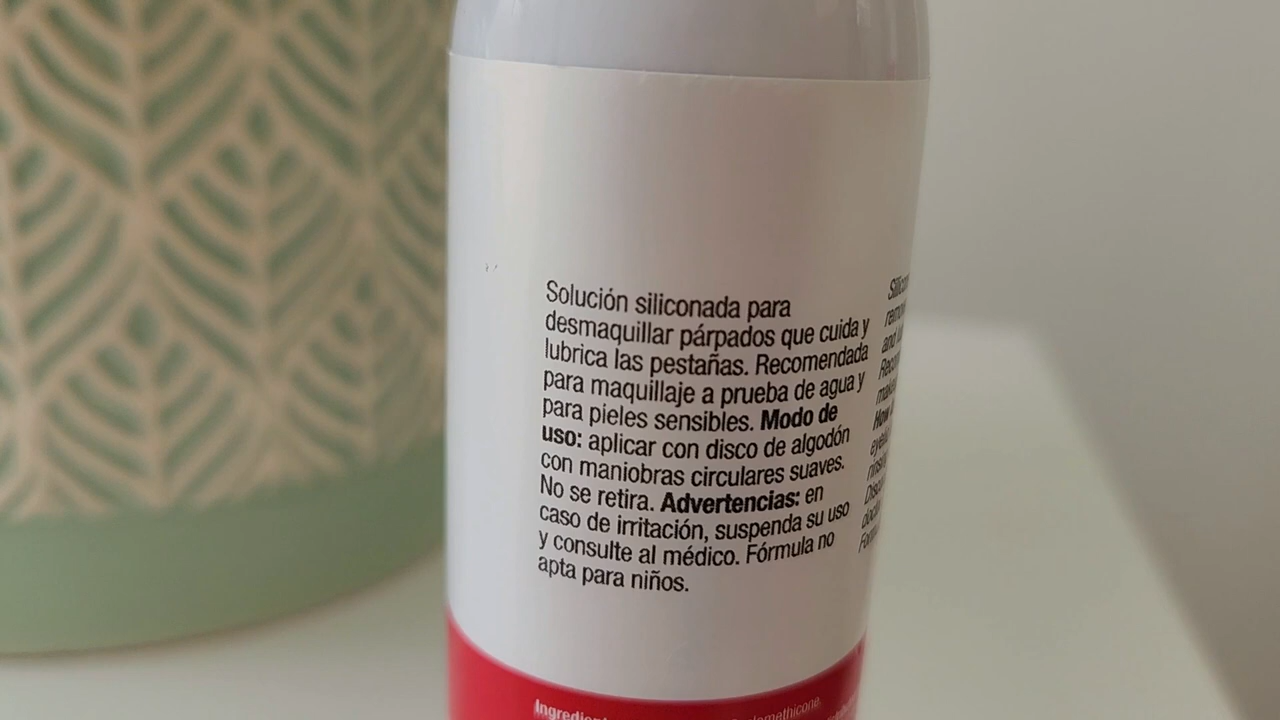 Solución siliconada para
desmaquillar párpados que cuida y
lubrica las pestañas. Recomendada
para maquillaje a prueba de agua y
para pieles sensibles. Modo de
uso: aplicar con disco de algodón
con maniobras circulares suaves.
No se retira. Advertencias: en
caso de irritación, suspenda su uso
y consulte al médico. Fórmula no
apta para niños.